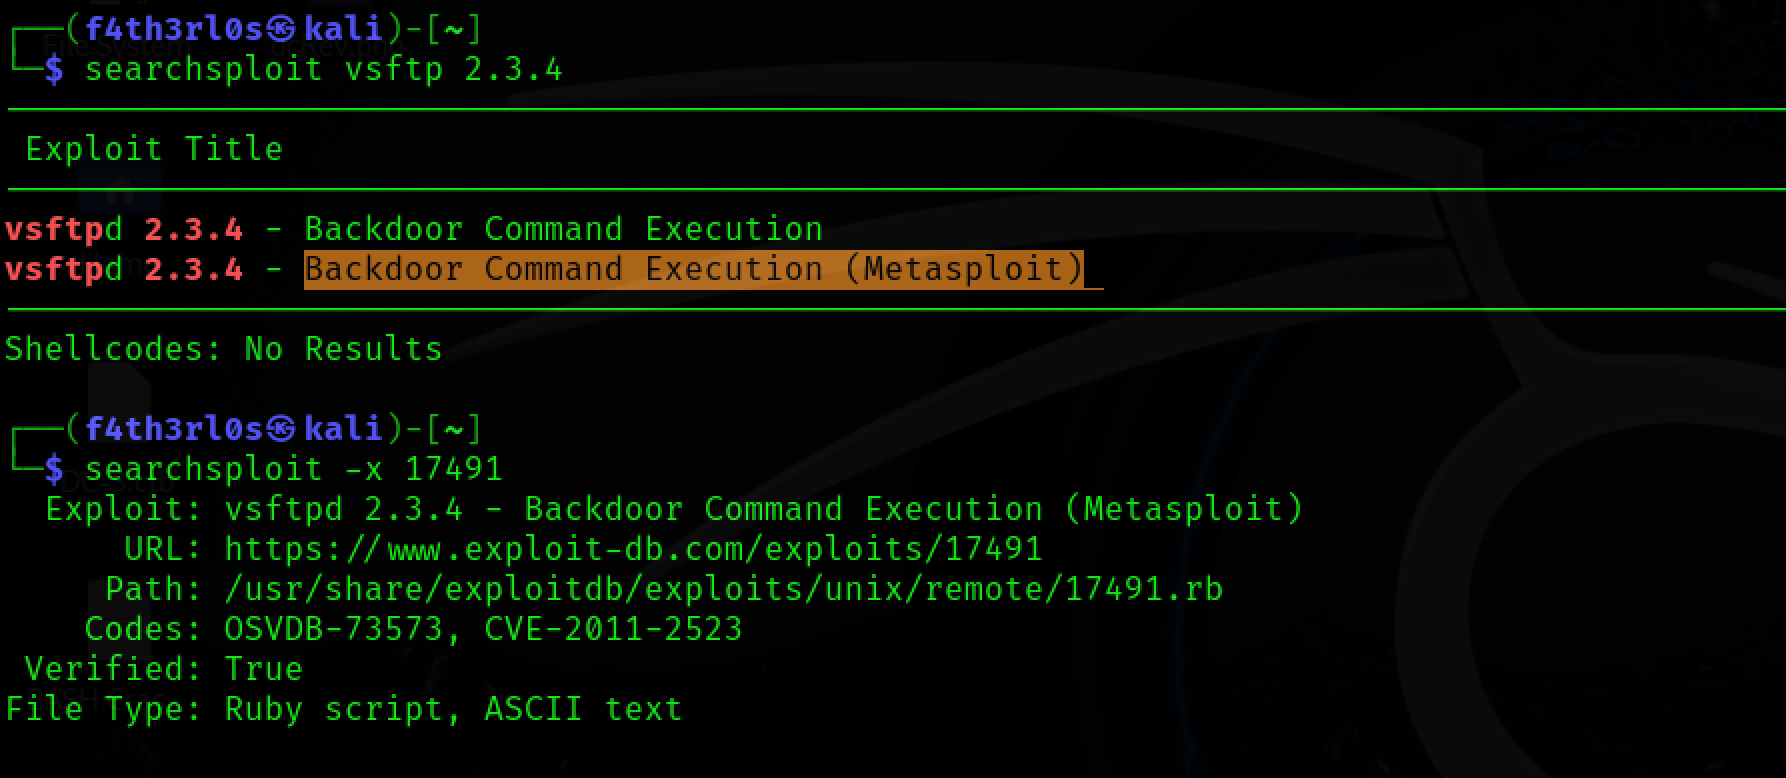 ┌──(f4th3rl0s㉿kali)-[~]
└─$ searchsploit vsftp 2.3.4
Exploit Title
vsftpd 2.3.4 - Backdoor Command Execution
vsftpd 2.3.4 - Backdoor Command Execution (Metasploit)
Shellcodes: No Results
┌──(f4th3rl0s㉿kali)-[~]
└─$ searchsploit -x 17491
Exploit: vsftpd 2.3.4 - Backdoor Command Execution (Metasploit)
URL: https://www.exploit-db.com/exploits/17491
Path: /usr/share/exploitdb/exploits/unix/remote/17491.rb
Codes: OSVDB-73573, CVE-2011-2523
Verified: True
File Type: Ruby script, ASCII text